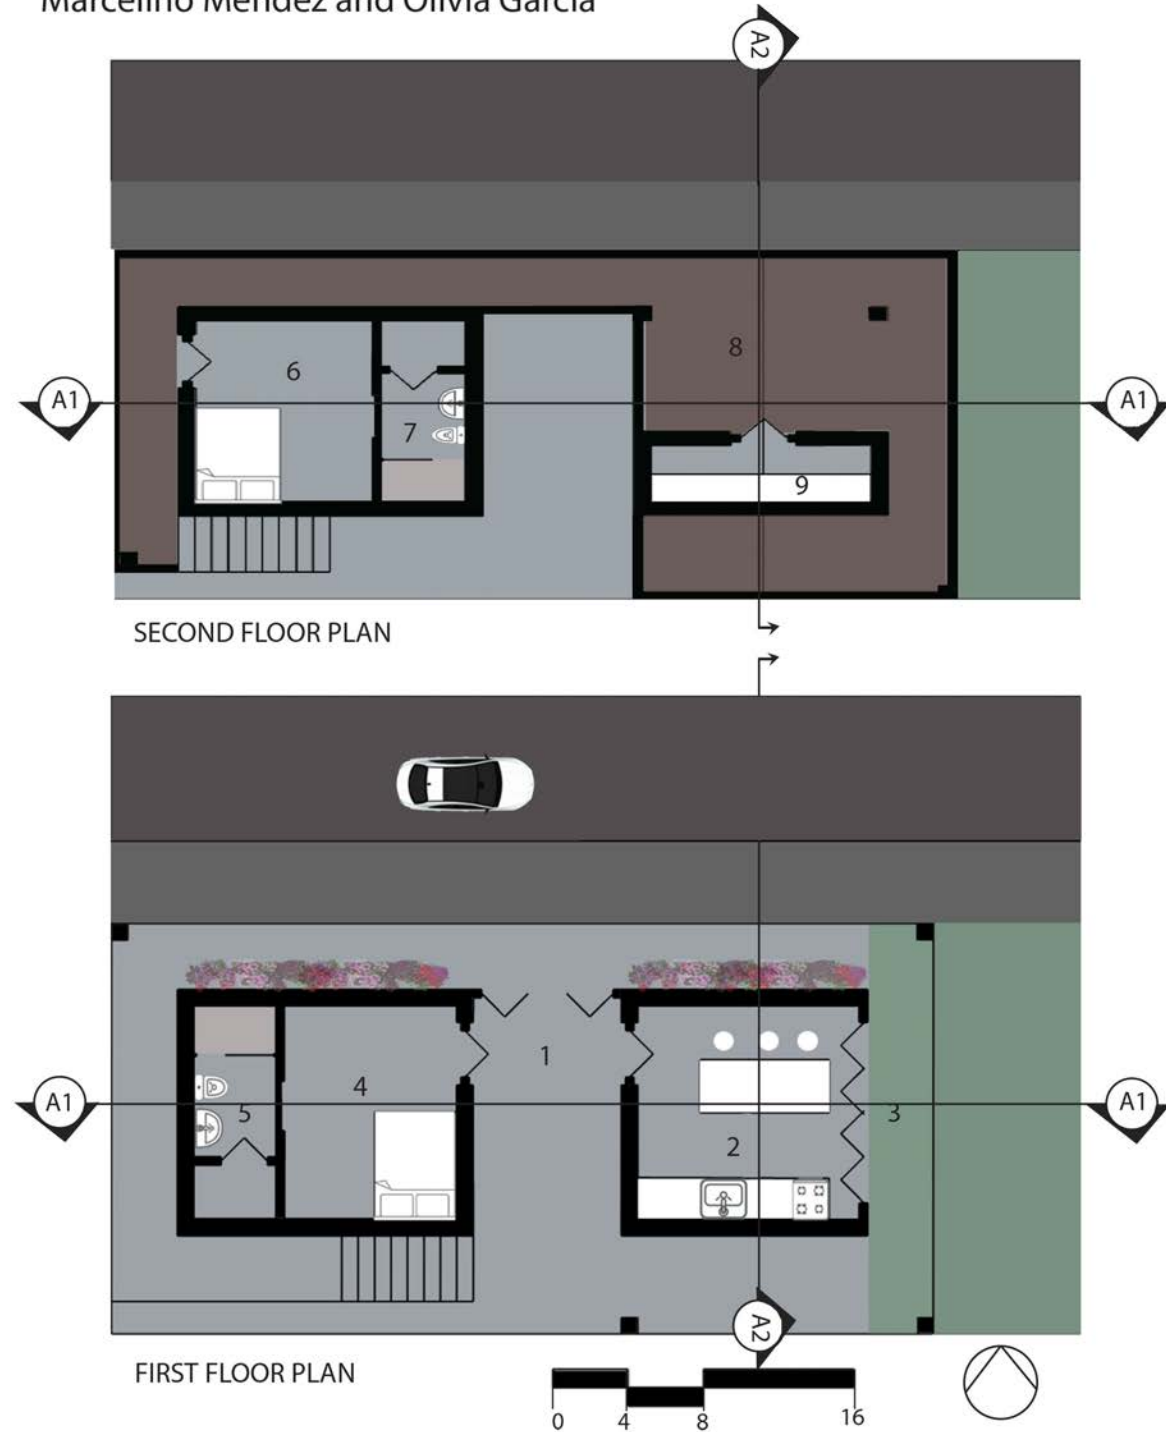 Marcelino Mendez and Olivia Garcia
A2
8
6
A1
A1
7
9
SECOND FLOOR PLAN
1
4
A1
5
3
A1
2
A2
FIRST FLOOR PLAN
0 4 8 16